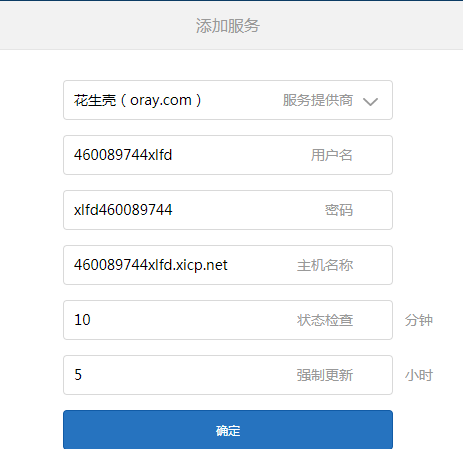 添加服务
花生壳（oray.com） 服务提供商
460089744xlfd 用户名
xlfd460089744 密码
460089744xlfd.xicp.net 主机名称
10 状态检查 分钟
5 强制更新 小时
确定